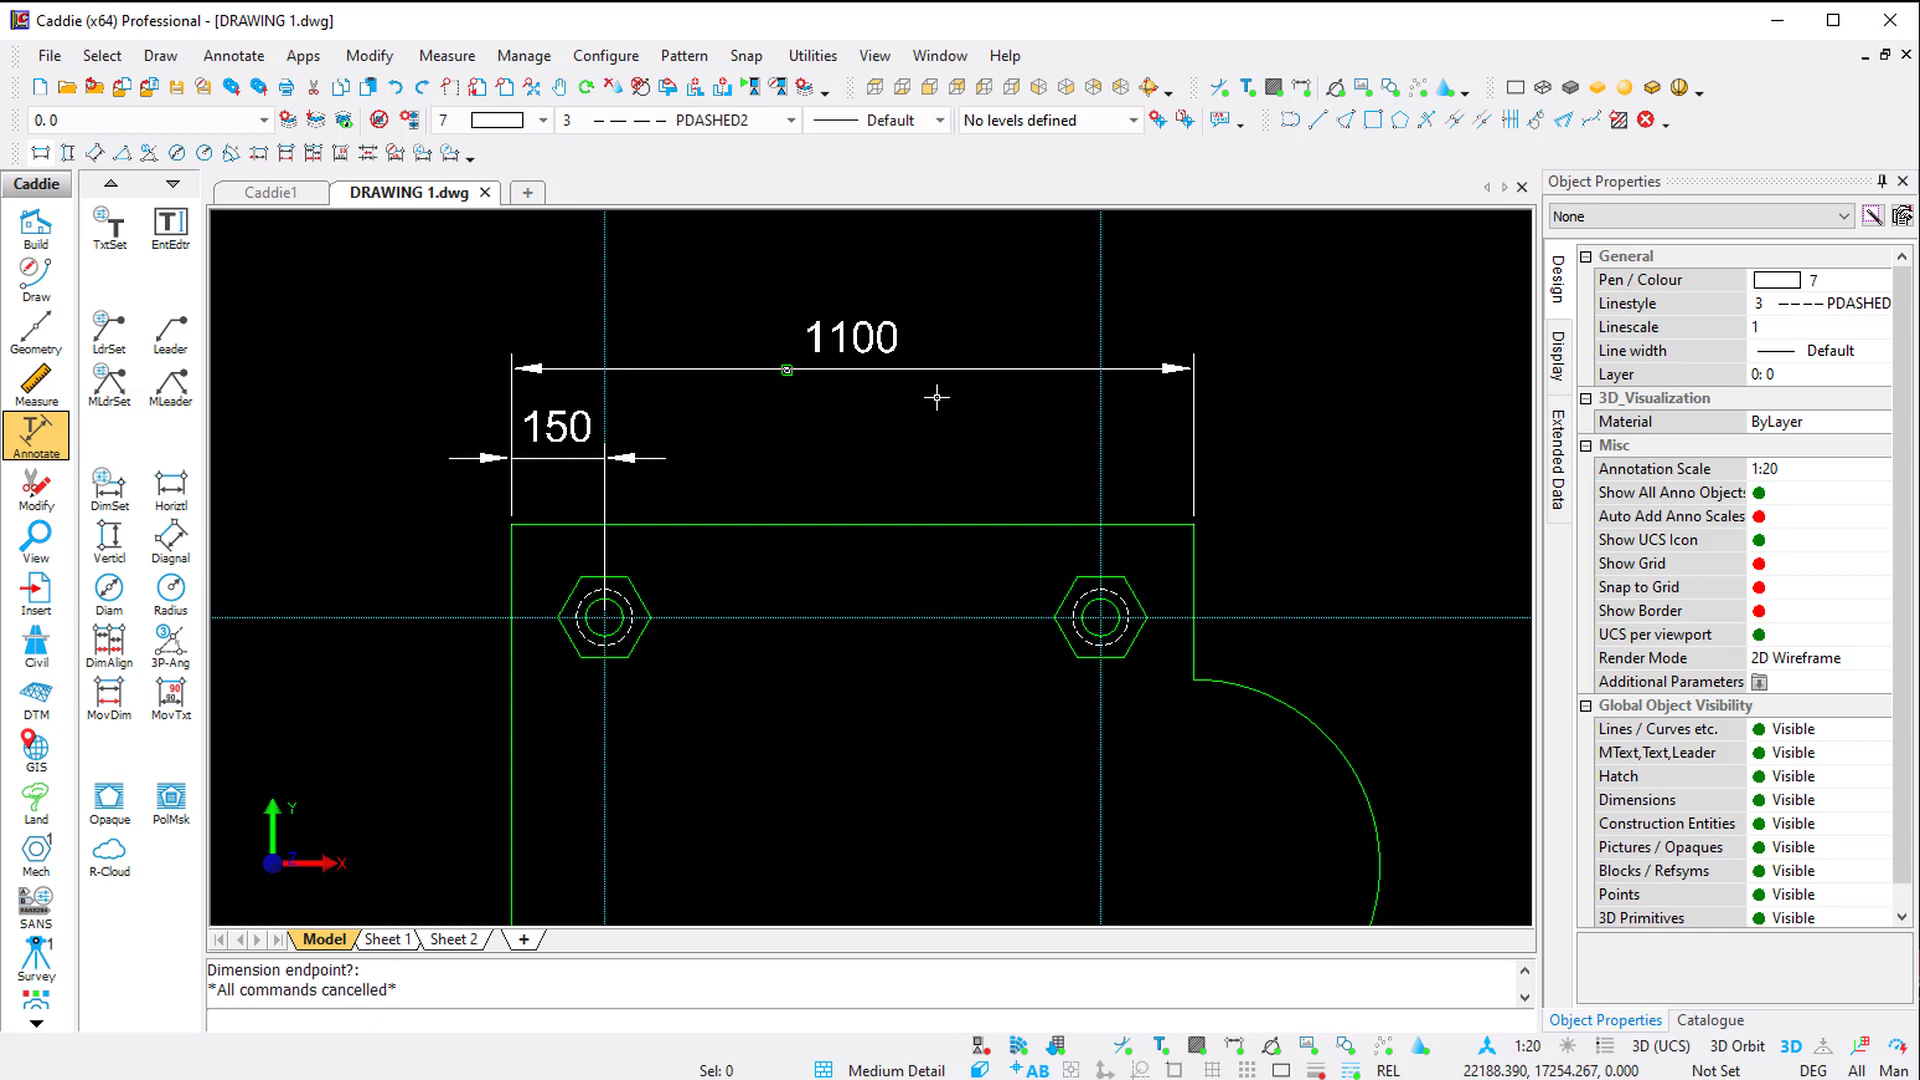 Caddie (x64) Professional - [DRAWING 1.dwg]
File Select Draw Annotate Apps Modify Measure Manage Configure Pattern Snap Utilities View Window Help
0. 0 7 3 PDASHED2 Default No levels defined
Caddie
Build
Draw
Geometry
Measure
Annotate
Modify
View
Insert
Civil
DTM
GIS
Land
Mech
SANS
Survey
TxtSet EntEdtr
LdrSet Leader
MLdrSet MLeader
DimSet Horiztl
Verticl Diagnal
Diam Radius
DimAlign 3P-Ang
MovDim MovTxt
Opaque PolMsk
R-Cloud
Caddie1 DRAWING 1.dwg
1100
150
Y
Z X
Model Sheet 1 Sheet 2
Dimension endpoint?:
*All commands cancelled*
Object Properties
None
Design
Display
Extended Data
General
Pen / Colour 7
Linestyle 3 PDASHED
Linescale 1
Line width Default
Layer 0: 0
3D_Visualization
Material ByLayer
Misc
Annotation Scale 1:20
Show All Anno Objects
Auto Add Anno Scales
Show UCS Icon
Show Grid
Snap to Grid
Show Border
UCS per viewport
Render Mode 2D Wireframe
Additional Parameters
Global Object Visibility
Lines / Curves etc. Visible
MText,Text,Leader Visible
Hatch Visible
Dimensions Visible
Construction Entities Visible
Pictures / Opaques Visible
Blocks / Refsyms Visible
Points Visible
3D Primitives Visible
Object Properties Catalogue
1:20 3D (UCS) 3D Orbit 3D
Sel: 0 Medium Detail AB REL 22188.390, 17254.267, 0.000 Not Set DEG All Man